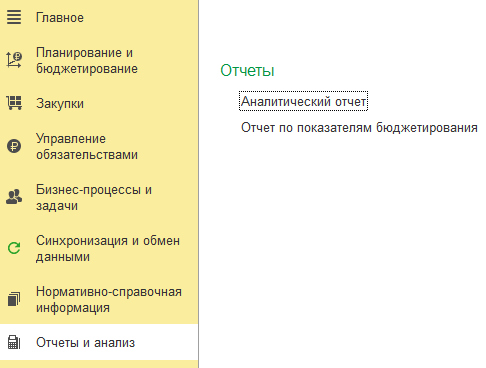 Главное
Планирование и
бюджетирование
Закупки
Управление
обязательствами
Бизнес-процессы и
задачи
Синхронизация и обмен
данными
Нормативно-справочная
информация
Отчеты и анализ
Отчеты
Аналитический отчет
Отчет по показателям бюджетирования